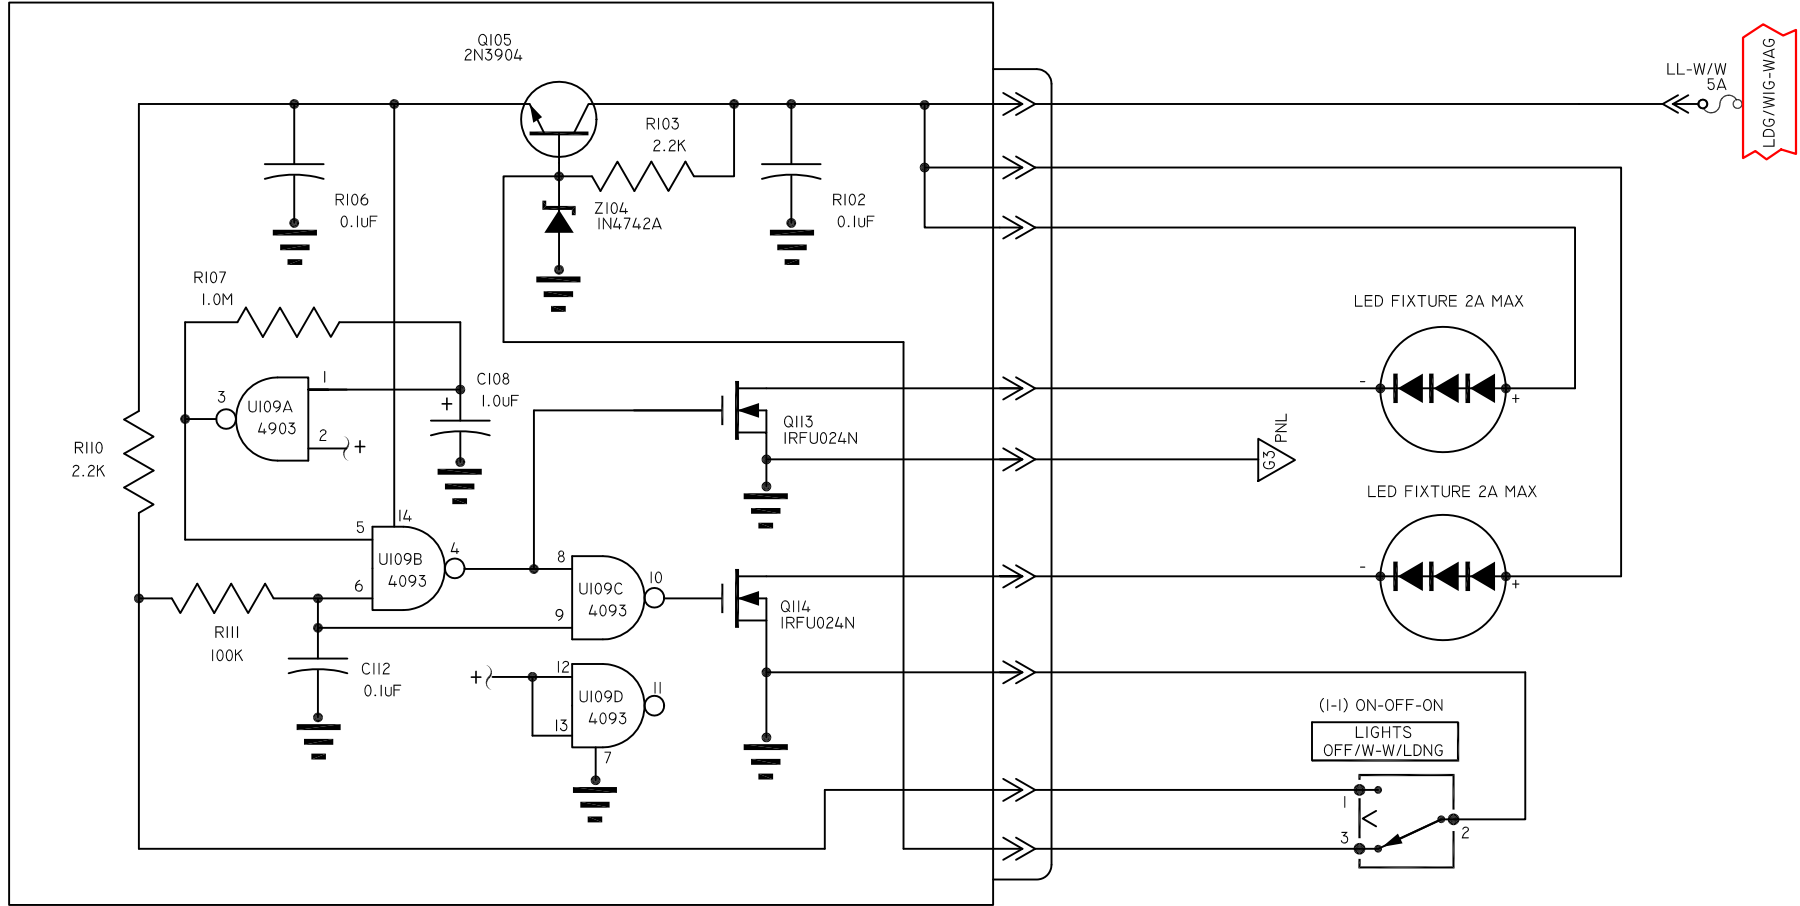 Q105
2N3904
LL-W/W
5A
LDG/WIG-WAG
R103
2.2K
R106
0.1uF
Z104
1N4742A
R102
0.1uF
R107
1.0M
LED FIXTURE 2A MAX
1
C108
1.0uF
+
3
U109A
4903
2
+
-
+
Q113
IRFU024N
PNL
G3
R110
2.2K
LED FIXTURE 2A MAX
14
5
4
U109B
4093
6
8
10
U109C
4093
9
-
+
Q114
IRFU024N
R111
100K
C112
0.1uF
+
12
11
U109D
4093
13
7
(1-1) ON-OFF-ON
LIGHTS
OFF/W-W/LDNG
1
3
2